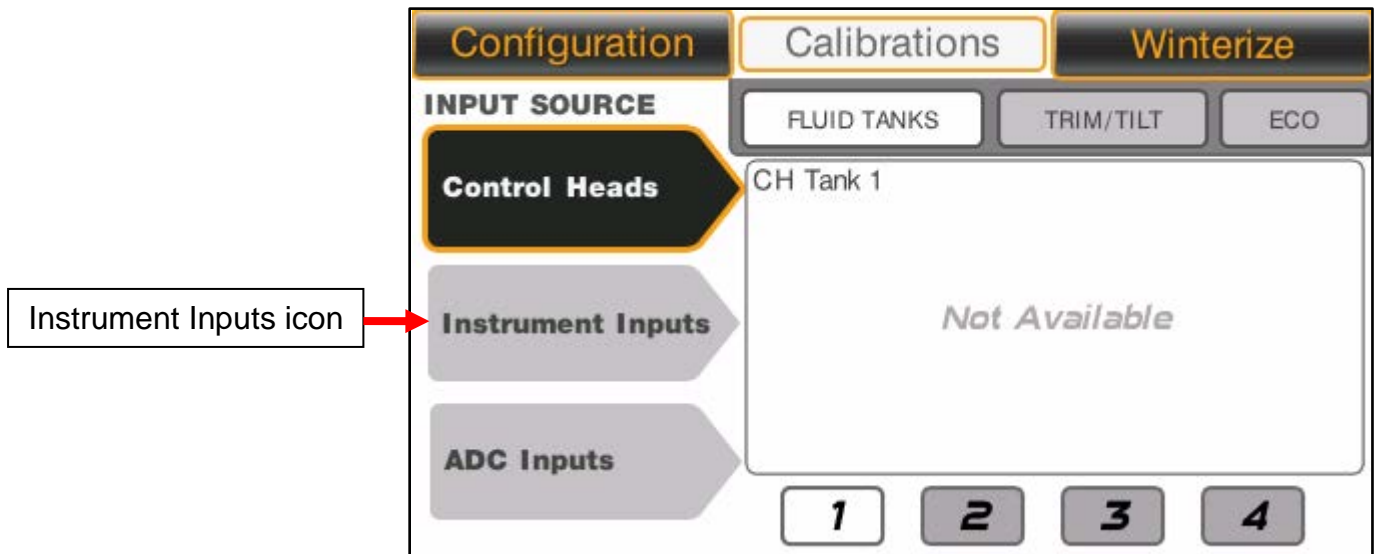 Configuration Calibrations Winterize
INPUT SOURCE
FLUID TANKS TRIM/TILT ECO
Control Heads
CH Tank 1
Instrument Inputs icon
Instrument Inputs
Not Available
ADC Inputs
1 2 3 4